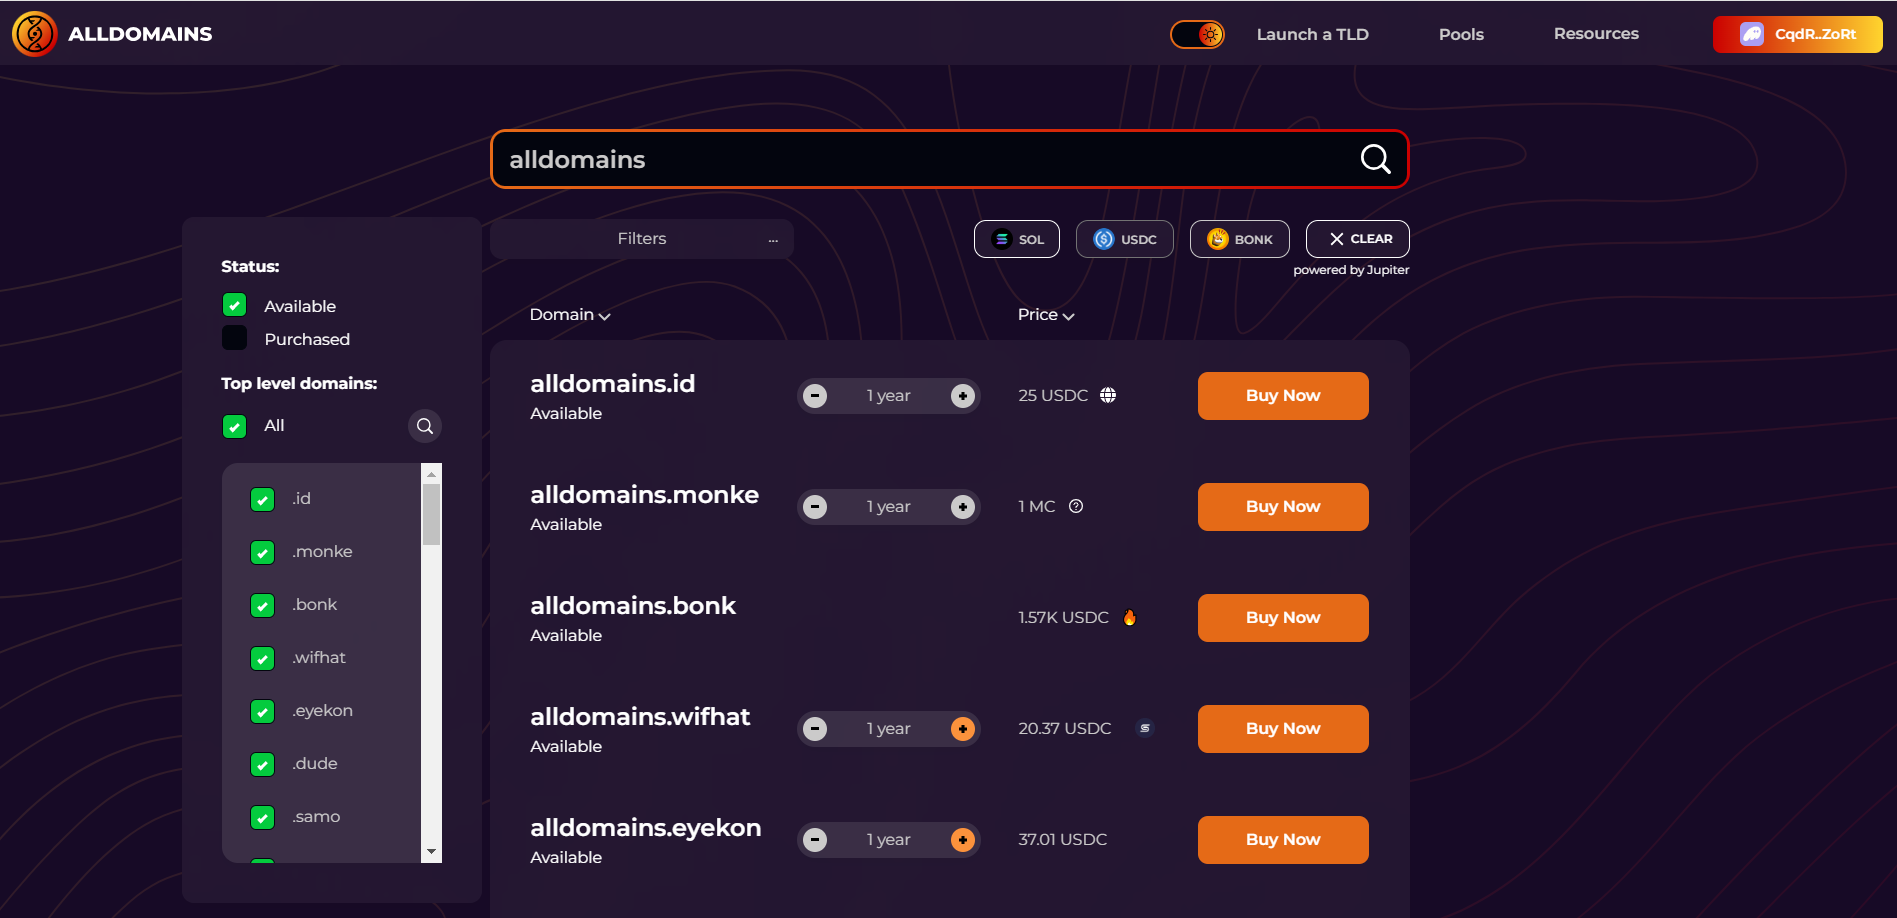 ALLDOMAINS
Launch a TLD
Pools
Resources
CqdR..ZoRt
alldomains
Filters
...
SOL
USDC
BONK
CLEAR
powered by Jupiter
Status:
Available
Purchased
Top level domains:
All
.id
.monke
.bonk
.wifhat
.eyekon
.dude
.samo
Domain
Price
alldomains.id
Available
1 year
25 USDC
Buy Now
alldomains.monke
Available
1 year
1 MC
Buy Now
alldomains.bonk
Available
1.57K USDC
Buy Now
alldomains.wifhat
Available
1 year
20.37 USDC
Buy Now
alldomains.eyekon
Available
1 year
37.01 USDC
Buy Now